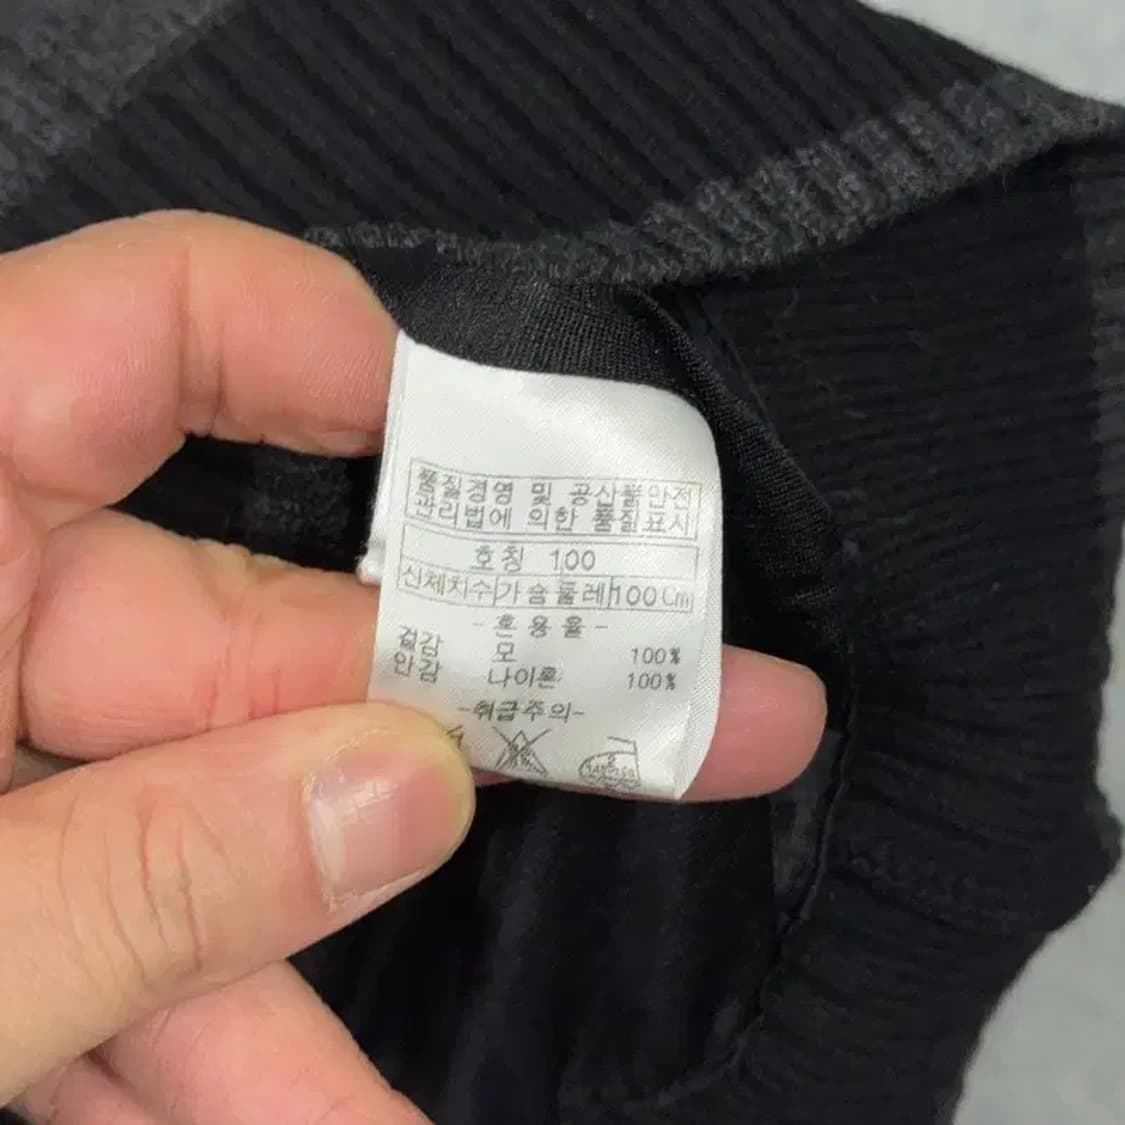 품질경영 및 공산품안전
관리법에 의한 품질표시
호칭 100
신체치수 가슴둘레 100Cm
-혼용율-
겉감 모 100%
안감 나이론 100%
-취급주의-